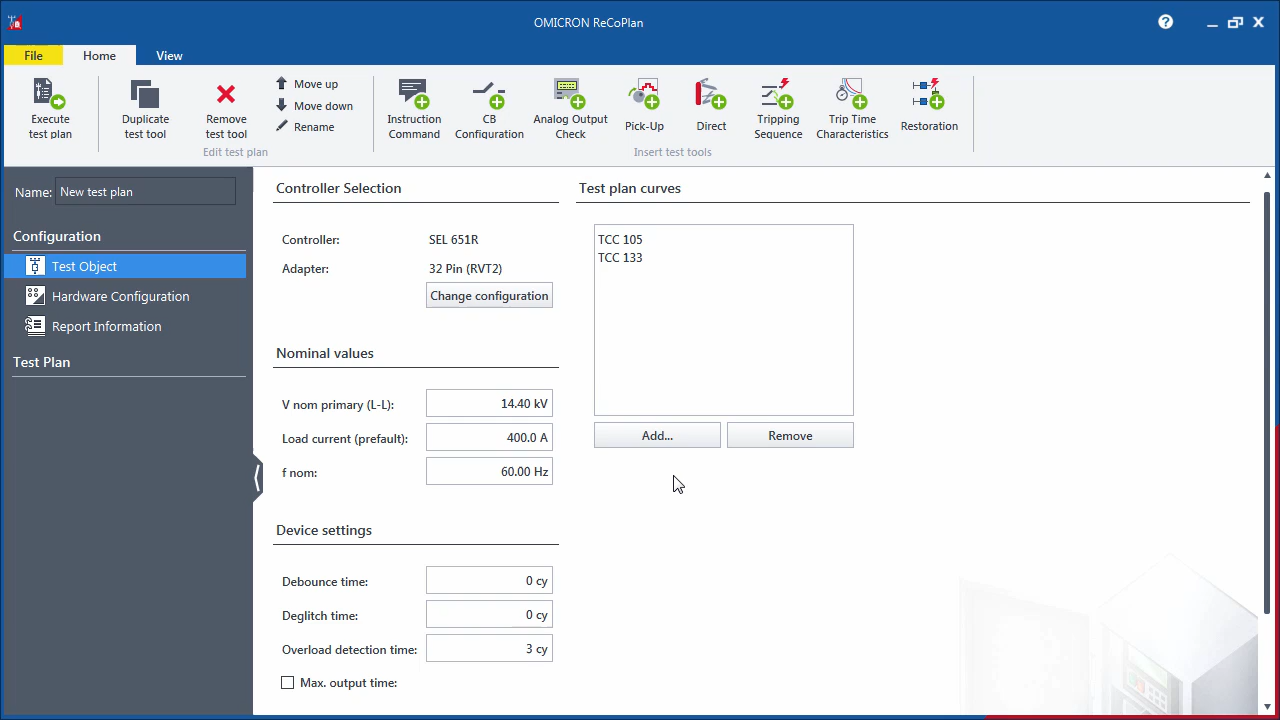 OMICRON ReCoPlan
File
Home
View
Execute
test plan
Duplicate
test tool
Remove
test tool
Move up
Move down
Rename
Edit test plan
Instruction
Command
CB
Configuration
Analog Output
Check
Pick-Up
Direct
Tripping
Sequence
Trip Time
Characteristics
Restoration
Insert test tools
Name:
New test plan
Configuration
Test Object
Hardware Configuration
Report Information
Test Plan
Controller Selection
Controller:
SEL 651R
Adapter:
32 Pin (RVT2)
Change configuration
Nominal values
V nom primary (L-L):
14.40 kV
Load current (prefault):
400.0 A
f nom:
60.00 Hz
Device settings
Debounce time:
0 cy
Deglitch time:
0 cy
Overload detection time:
3 cy
Max. output time:
Test plan curves
TCC 105
TCC 133
Add...
Remove